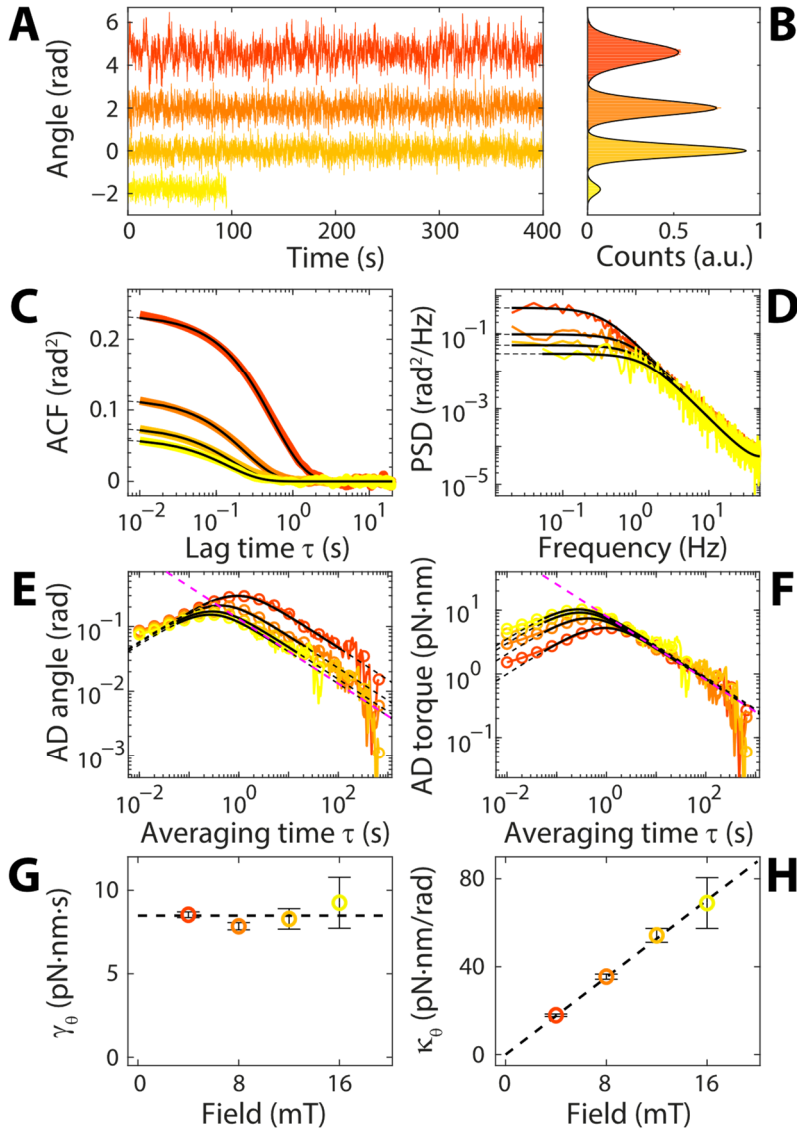 A
B
Angle (rad)
6
4
2
0
−2
0 100 200 300 400
Time (s)
0 0.5 1
Counts (a.u.)
C
D
ACF (rad²)
0.2
0.1
0
10⁻² 10⁻¹ 10⁰ 10¹
Lag time τ (s)
PSD (rad²/Hz)
10⁻¹
10⁻³
10⁻⁵
10⁻¹ 10⁰ 10¹
Frequency (Hz)
E
F
AD angle (rad)
10⁻¹
10⁻²
10⁻³
10⁻² 10⁰ 10²
Averaging time τ (s)
AD torque (pN·nm)
10¹
10⁰
10⁻¹
10⁻² 10⁰ 10²
Averaging time τ (s)
G
H
γθ (pN·nm·s)
10
5
0
0 8 16
Field (mT)
κθ (pN·nm/rad)
80
40
0
0 8 16
Field (mT)